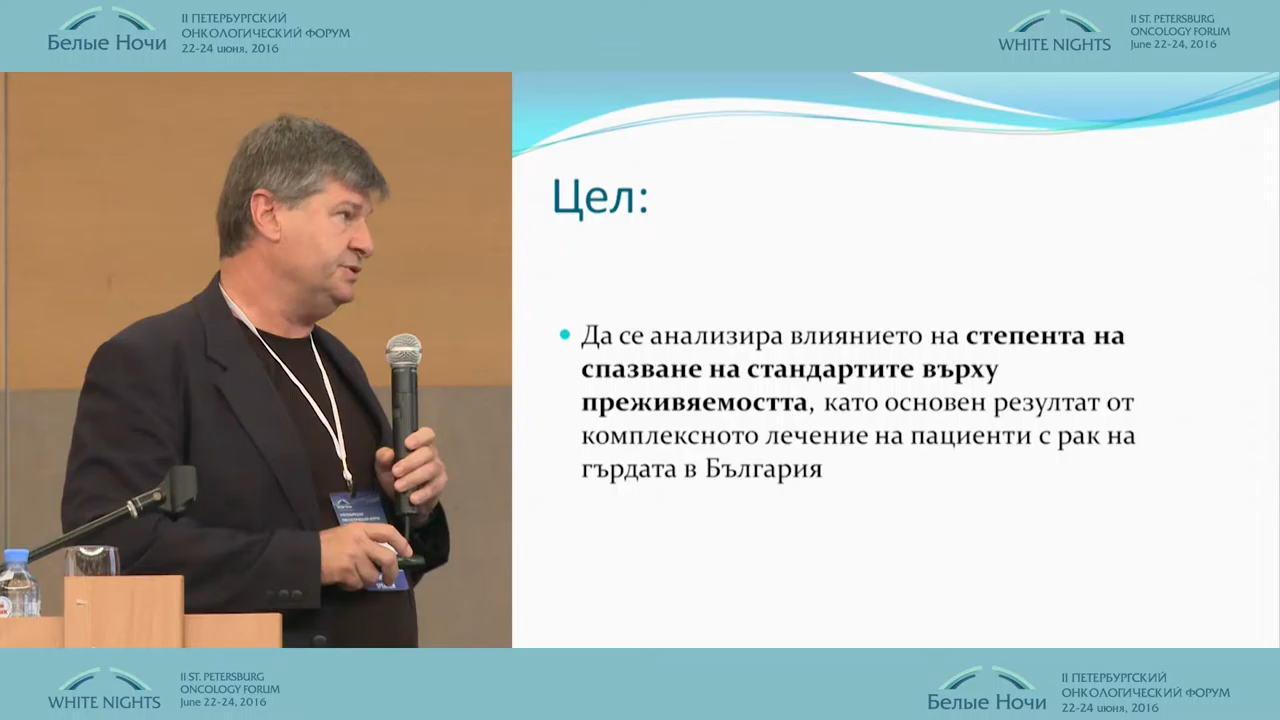 Белые Ночи
II ПЕТЕРБУРГСКИЙ
ОНКОЛОГИЧЕСКИЙ ФОРУМ
22-24 июня, 2016
WHITE NIGHTS
II ST. PETERSBURG
ONCOLOGY FORUM
June 22-24, 2016
Цел:
• Да се анализира влиянието на степента на
спазване на стандартите върху
преживяемостта, като основен резултат от
комплексното лечение на пациенти с рак на
гърдата в България
WHITE NIGHTS
II ST. PETERSBURG
ONCOLOGY FORUM
June 22-24, 2016
Белые Ночи
II ПЕТЕРБУРГСКИЙ
ОНКОЛОГИЧЕСКИЙ ФОРУМ
22-24 июня, 2016